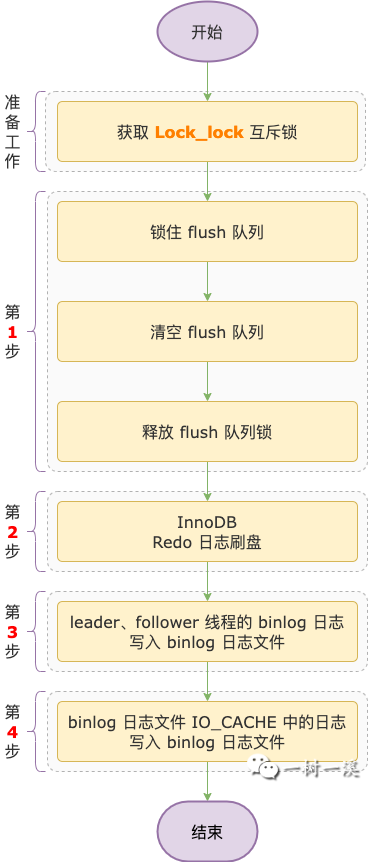 开始
准备工作
获取 Lock_lock 互斥锁
第1步
锁住 flush 队列
清空 flush 队列
释放 flush 队列锁
第2步
InnoDB
Redo 日志刷盘
第3步
leader、follower 线程的 binlog 日志
写入 binlog 日志文件
第4步
binlog 日志文件 IO_CACHE 中的日志
写入 binlog 日志文件
一树一溪
结束